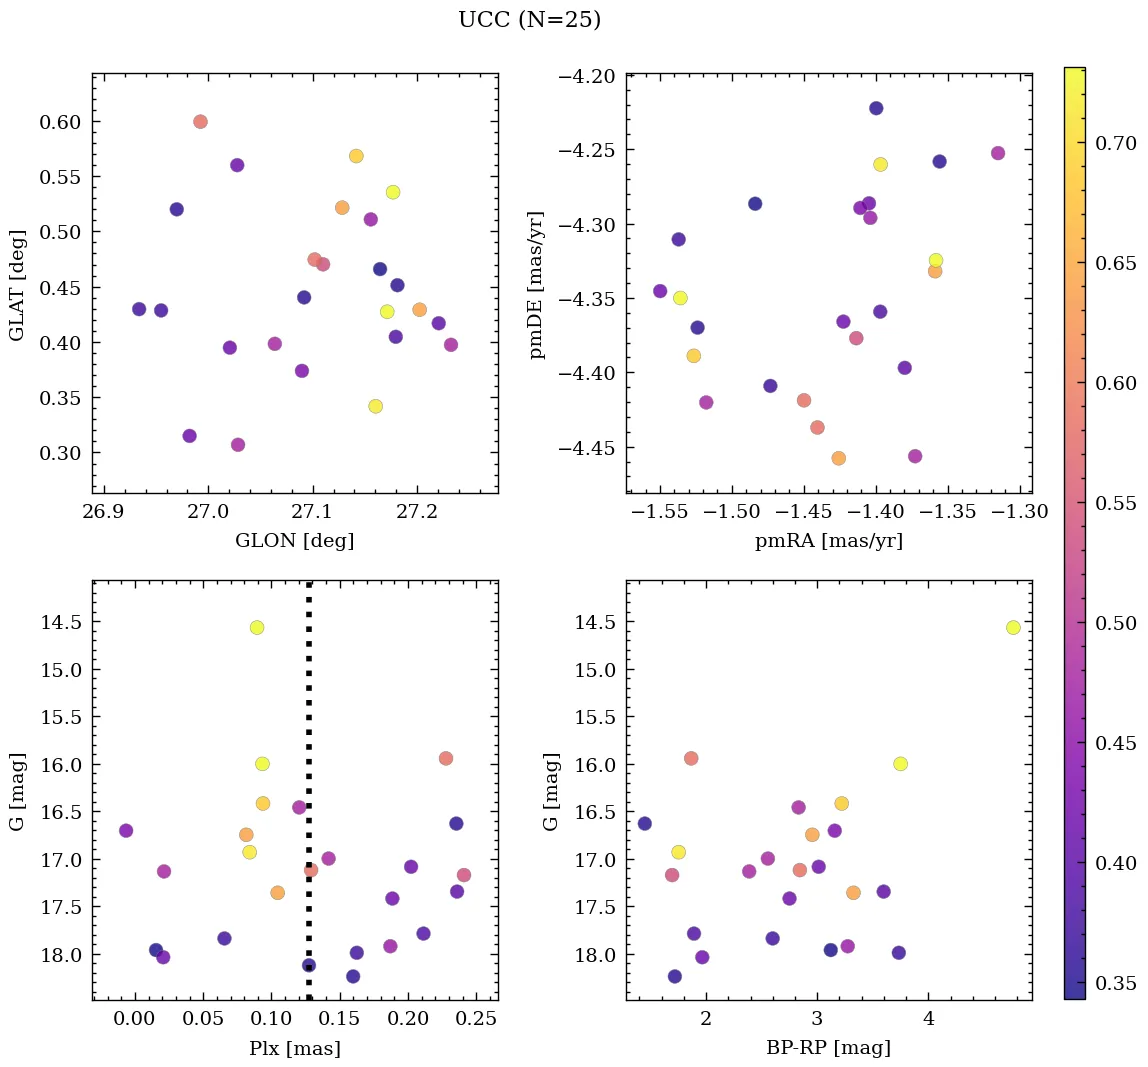 UCC (N=25)
0.60
0.55
0.50
0.45
0.40
0.35
0.30
GLAT [deg]
26.9 27.0 27.1 27.2
GLON [deg]
−4.20
−4.25
−4.30
−4.35
−4.40
−4.45
pmDE [mas/yr]
−1.55 −1.50 −1.45 −1.40 −1.35 −1.30
pmRA [mas/yr]
14.5
15.0
15.5
16.0
16.5
17.0
17.5
18.0
G [mag]
0.00 0.05 0.10 0.15 0.20 0.25
Plx [mas]
14.5
15.0
15.5
16.0
16.5
17.0
17.5
18.0
G [mag]
2 3 4
BP-RP [mag]
0.70
0.65
0.60
0.55
0.50
0.45
0.40
0.35